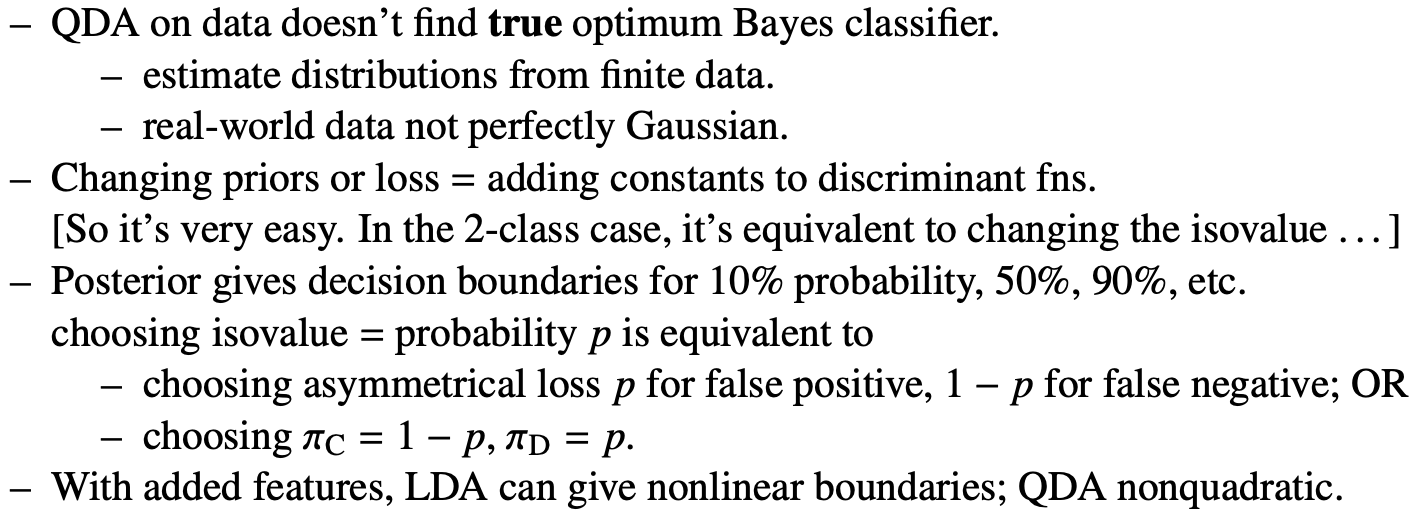 – QDA on data doesn’t find true optimum Bayes classifier.
– estimate distributions from finite data.
– real-world data not perfectly Gaussian.
– Changing priors or loss = adding constants to discriminant fns.
[So it’s very easy. In the 2-class case, it’s equivalent to changing the isovalue . . . ]
– Posterior gives decision boundaries for 10% probability, 50%, 90%, etc.
choosing isovalue = probability p is equivalent to
– choosing asymmetrical loss p for false positive, 1 − p for false negative; OR
– choosing π_C = 1 − p, π_D = p.
– With added features, LDA can give nonlinear boundaries; QDA nonquadratic.